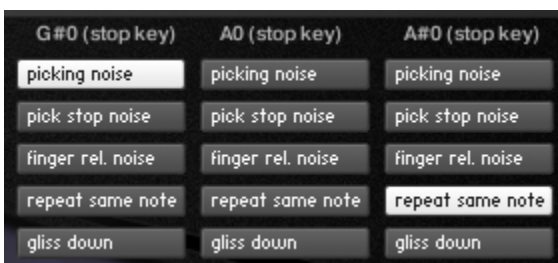 G#0 (stop key) A0 (stop key) A#0 (stop key)
picking noise picking noise picking noise
pick stop noise pick stop noise pick stop noise
finger rel. noise finger rel. noise finger rel. noise
repeat same note repeat same note repeat same note
gliss down gliss down gliss down